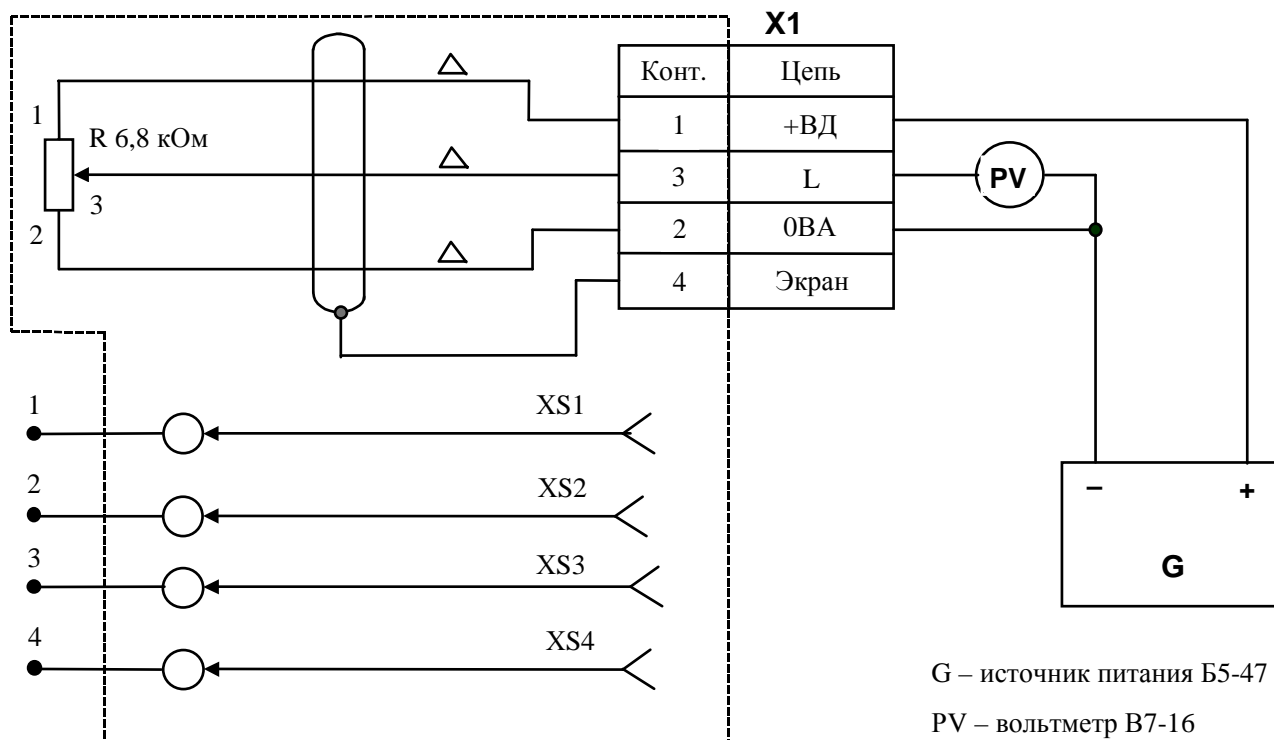 X1
Конт. Цепь
1 +ВД
3 L
2 0ВА
4 Экран
1
R 6,8 кОм
3
2
PV
1 XS1
2 XS2
3 XS3
4 XS4
– +
G
G – источник питания Б5-47
PV – вольтметр В7-16